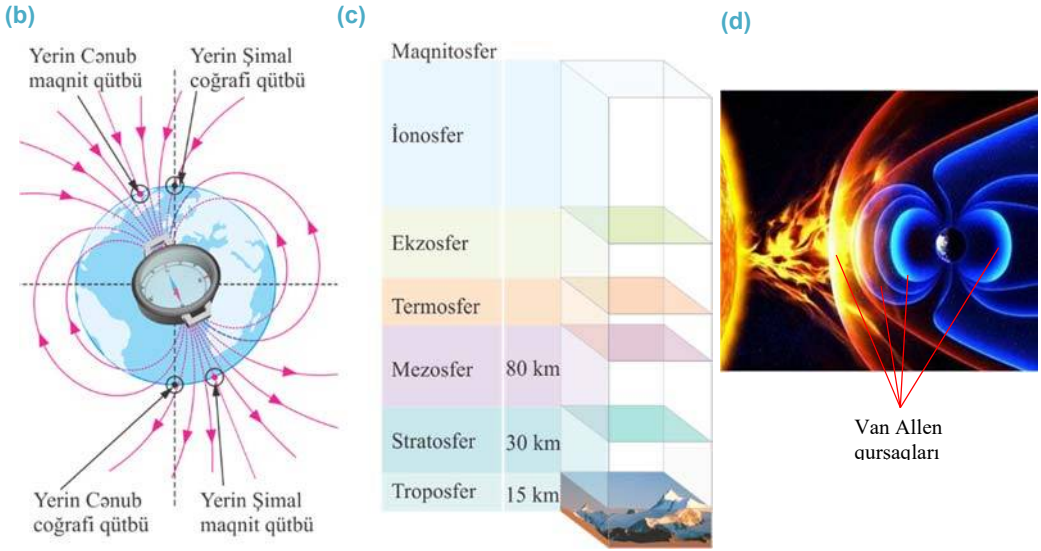 (b)
Yerin Cənub
maqnit qütbü
Yerin Şimal
coğrafi qütbü
Yerin Cənub
coğrafi qütbü
Yerin Şimal
maqnit qütbü
(c)
Maqnitosfer
İonosfer
Ekzosfer
Termosfer
Mezosfer 80 km
Stratosfer 30 km
Troposfer 15 km
(d)
Van Allen
qurşaqları